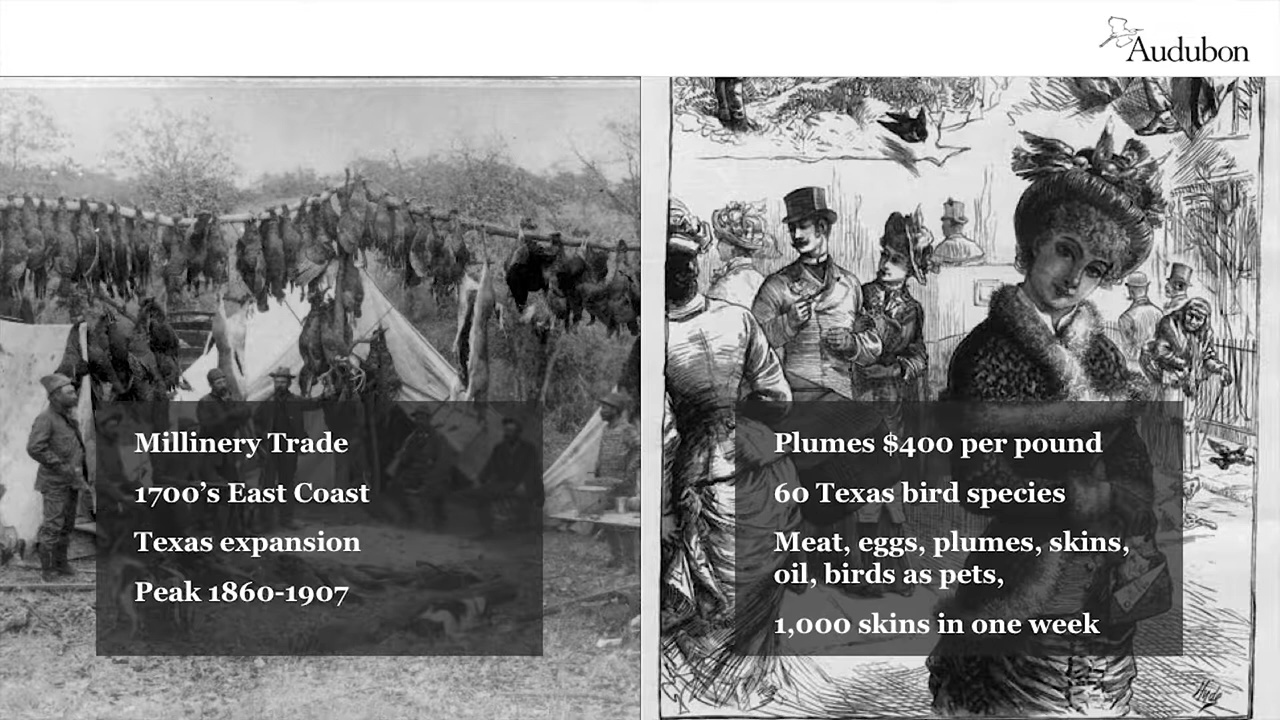 Audubon
Millinery Trade
1700’s East Coast
Texas expansion
Peak 1860-1907
Plumes $400 per pound
60 Texas bird species
Meat, eggs, plumes, skins,
oil, birds as pets,
1,000 skins in one week